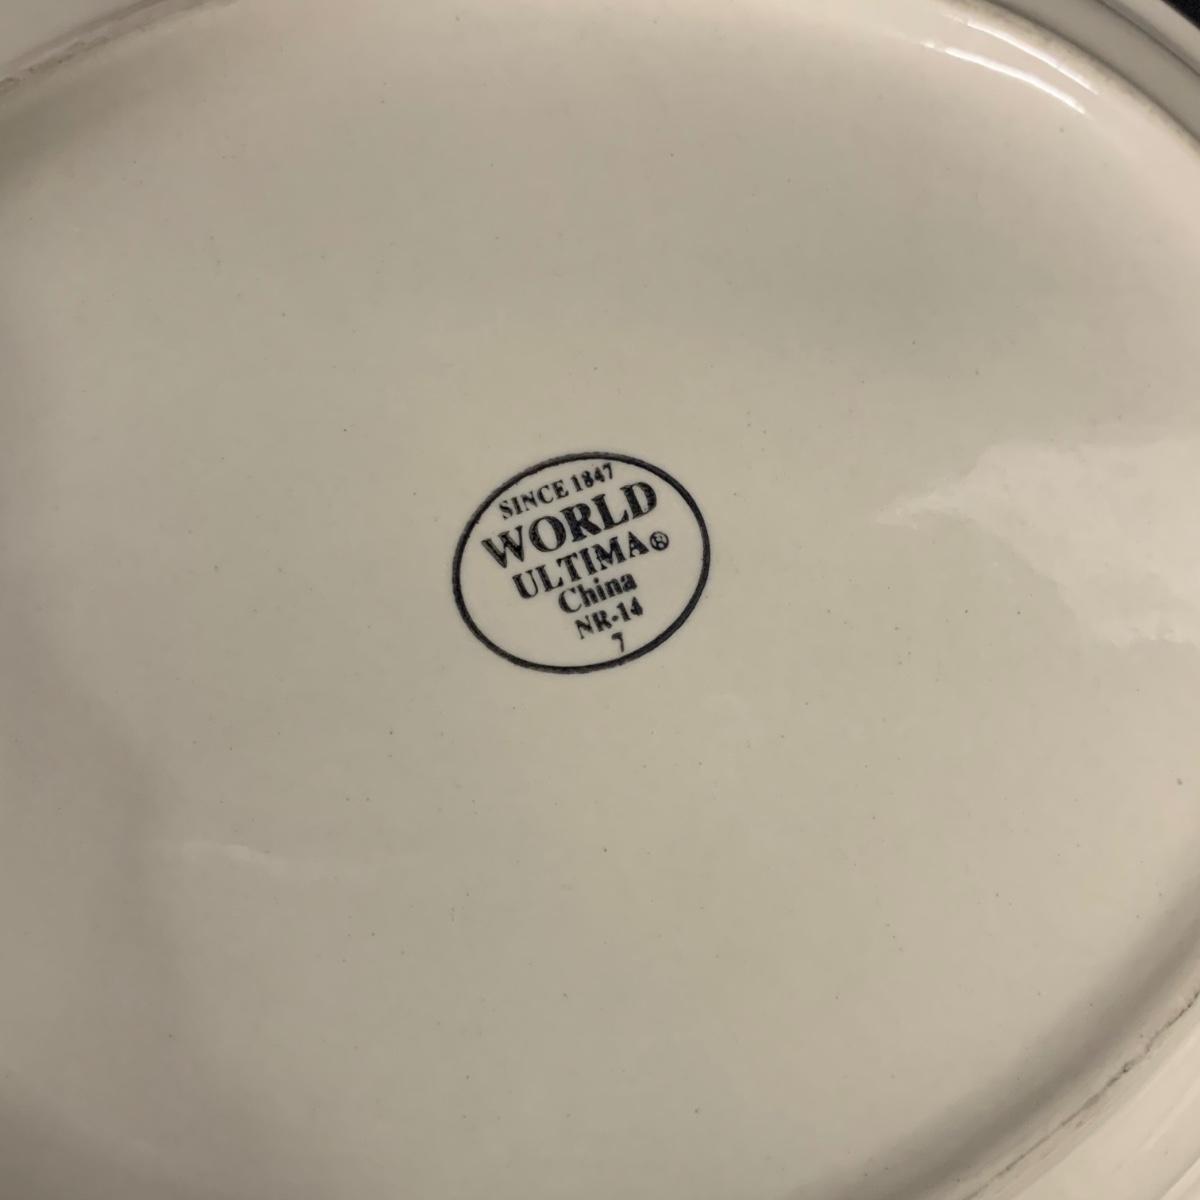 SINCE 1847
WORLD
ULTIMA®
China
NR-14
7